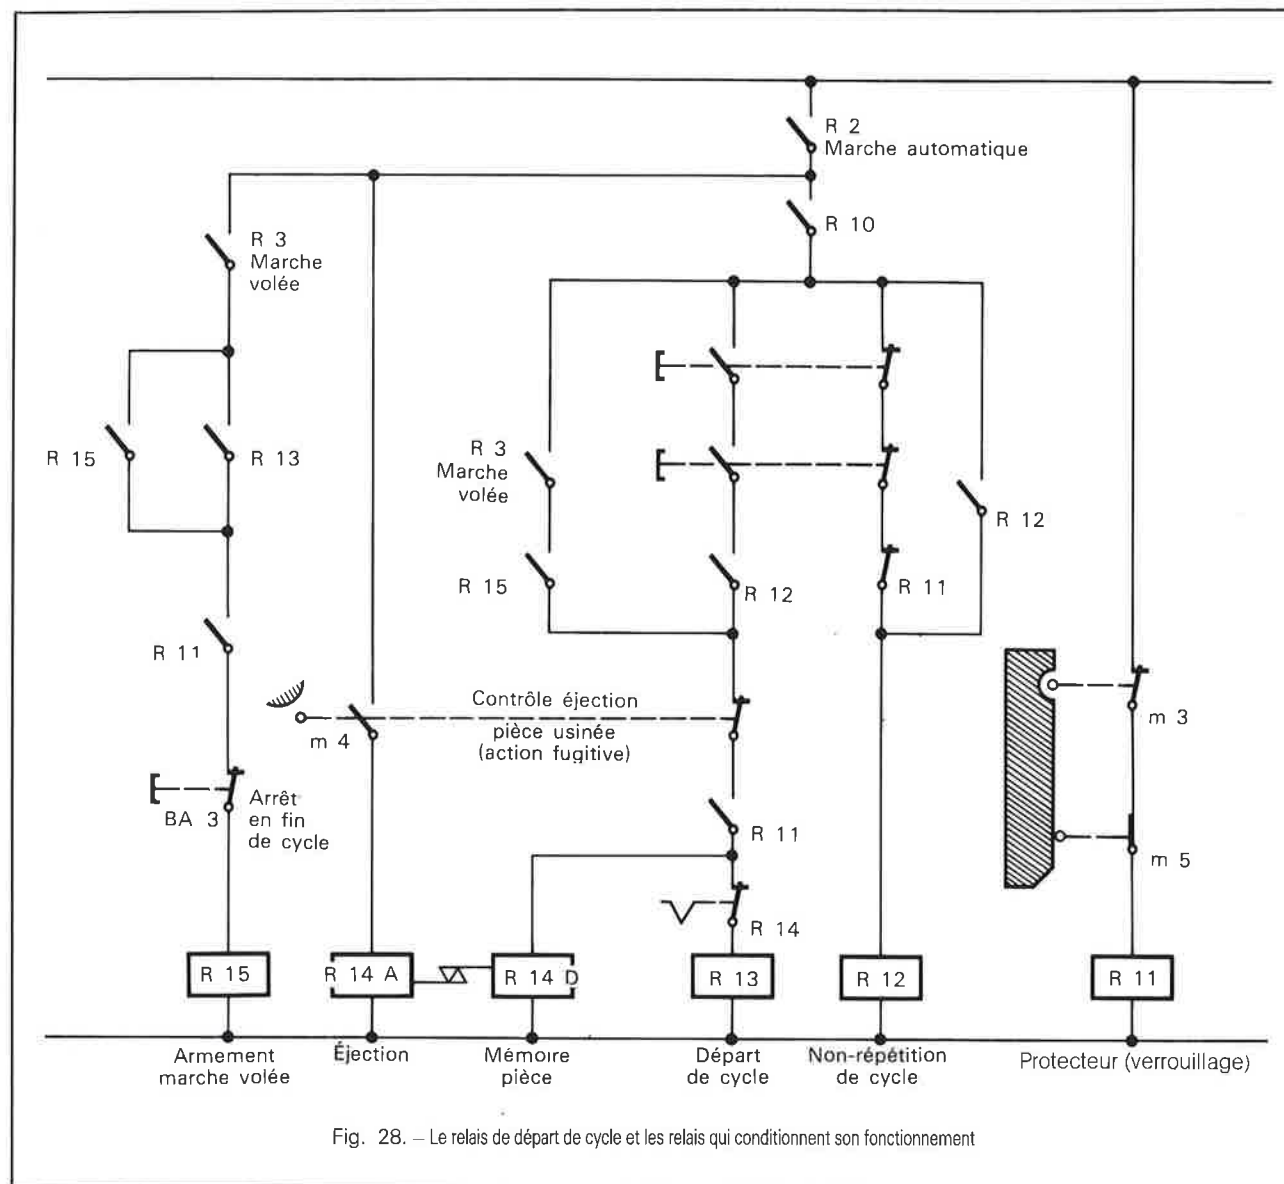 R 2
Marche automatique
R 10
R 3
Marche
volée
R 15
R 13
R 3
Marche
volée
R 12
R 15
R 12
R 11
R 11
Contrôle éjection
pièce usinée
(action fugitive)
m 4
m 3
BA 3
Arrêt
en fin
de cycle
R 11
m 5
R 14
R 15
R 14 A
R 14 D
R 13
R 12
R 11
Armement
marche volée
Éjection
Mémoire
pièce
Départ
de cycle
Non-répétition
de cycle
Protecteur (verrouillage)
Fig. 28. – Le relais de départ de cycle et les relais qui conditionnent son fonctionnement